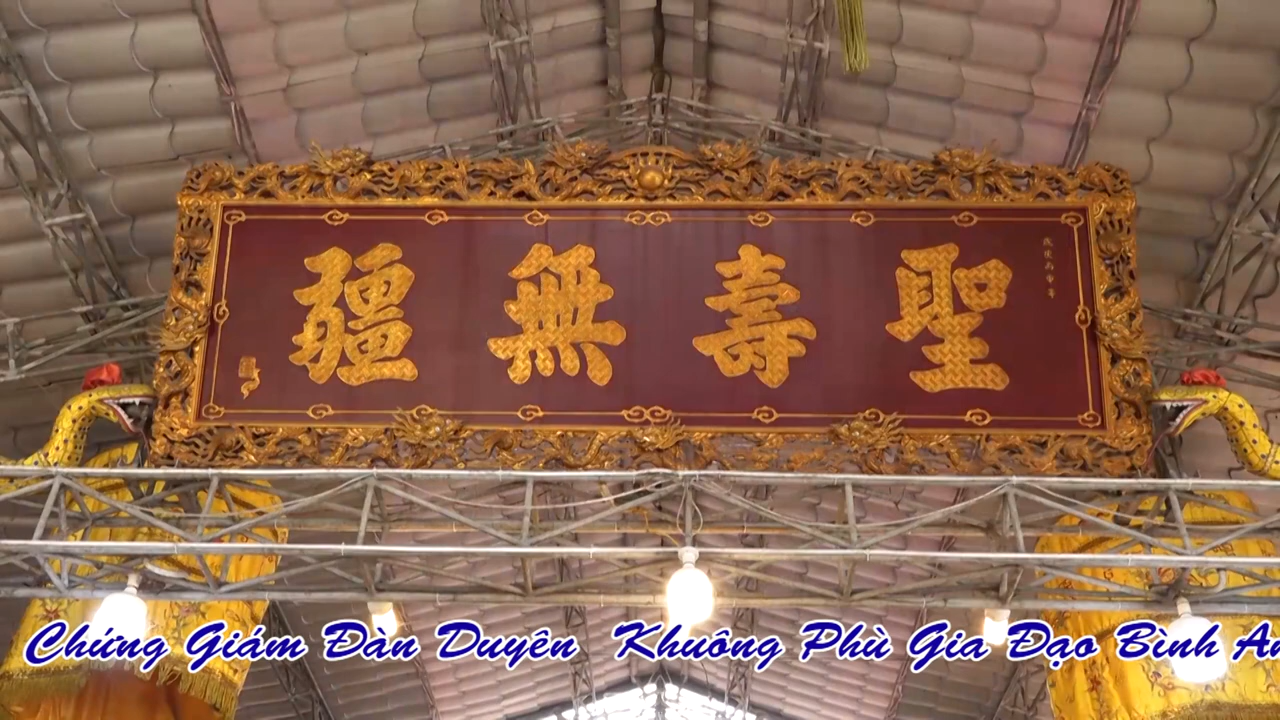 聖壽無疆
Chứng Giám Đàn Duyên Khuông Phù Gia Đạo Bình An